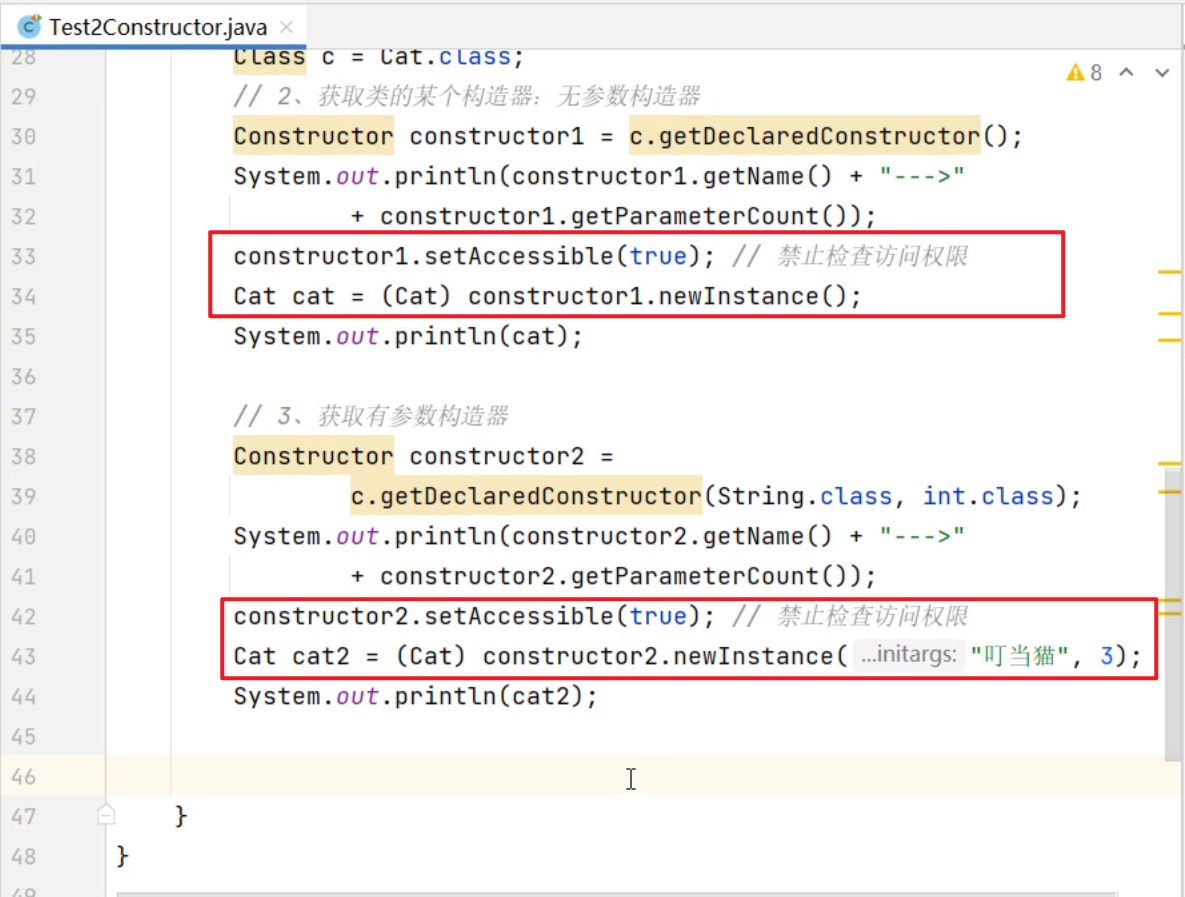 Test2Constructor.java
8
28 Class c = Cat.class;
29 // 2、获取类的某个构造器：无参数构造器
30 Constructor constructor1 = c.getDeclaredConstructor();
31 System.out.println(constructor1.getName() + "--->"
32 + constructor1.getParameterCount());
33 constructor1.setAccessible(true); // 禁止检查访问权限
34 Cat cat = (Cat) constructor1.newInstance();
35 System.out.println(cat);
36
37 // 3、获取有参数构造器
38 Constructor constructor2 =
39 c.getDeclaredConstructor(String.class, int.class);
40 System.out.println(constructor2.getName() + "--->"
41 + constructor2.getParameterCount());
42 constructor2.setAccessible(true); // 禁止检查访问权限
43 Cat cat2 = (Cat) constructor2.newInstance( ...initargs: "叮当猫", 3);
44 System.out.println(cat2);
45
46
47 }
48 }
49